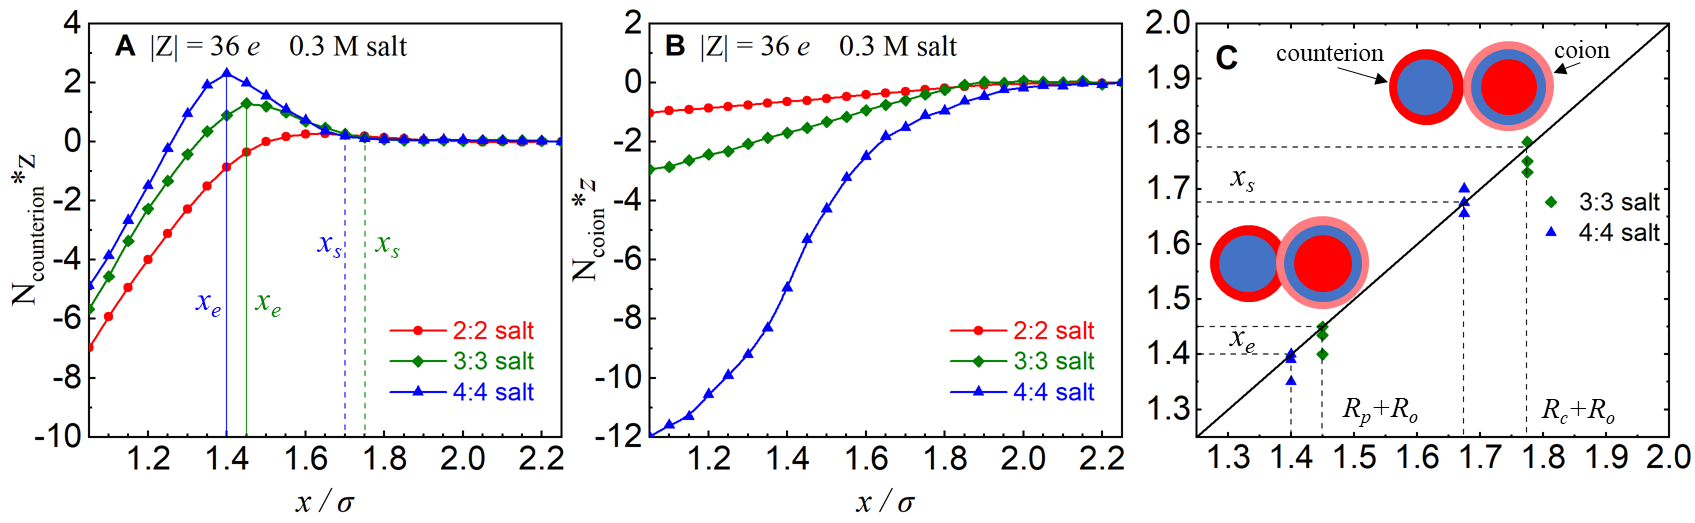 A |Z| = 36 e 0.3 M salt
4
2
0
-2
-4
-6
-8
-10
N_counterion*z
x_s x_s
x_e x_e
2:2 salt
3:3 salt
4:4 salt
1.2 1.4 1.6 1.8 2.0 2.2
x / σ
B |Z| = 36 e 0.3 M salt
2
0
-2
-4
-6
-8
-10
-12
N_coion*z
2:2 salt
3:3 salt
4:4 salt
1.2 1.4 1.6 1.8 2.0 2.2
x / σ
C
counterion
coion
2.0
1.9
1.8
1.7
1.6
1.5
1.4
1.3
x_s
x_e
3:3 salt
4:4 salt
R_p+R_o
R_c+R_o
1.3 1.4 1.5 1.6 1.7 1.8 1.9 2.0